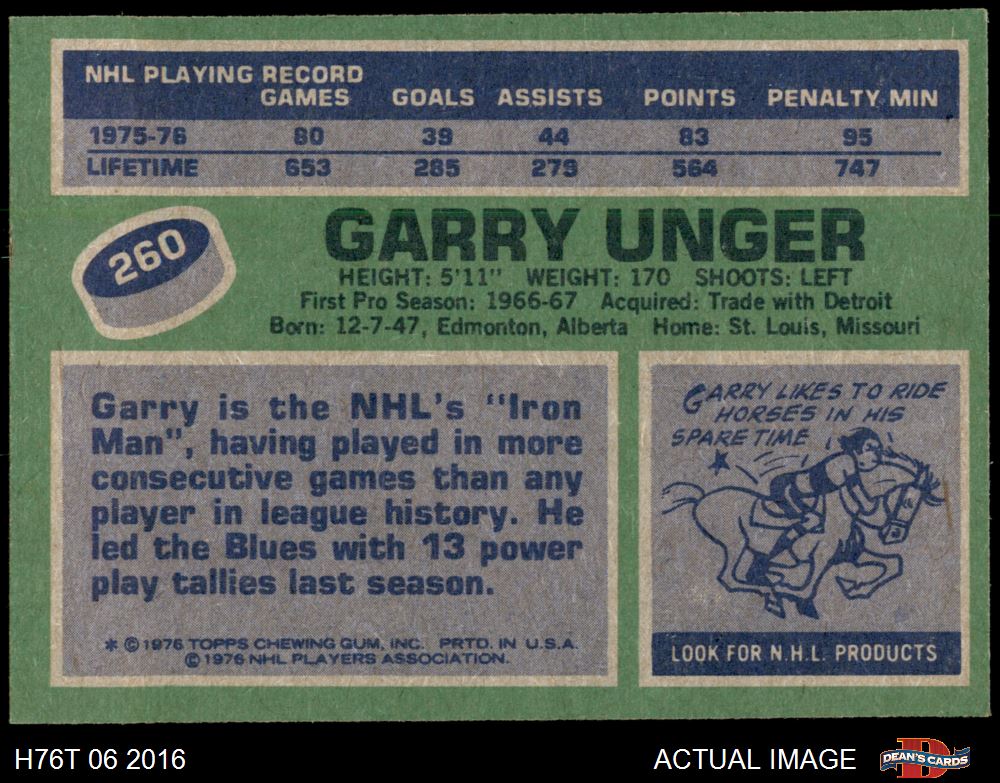 NHL PLAYING RECORD
GAMES GOALS ASSISTS POINTS PENALTY MIN
1975-76 80 39 44 83 95
LIFETIME 653 285 279 564 747
260
GARRY UNGER
HEIGHT: 5'11" WEIGHT: 170 SHOOTS: LEFT
First Pro Season: 1966-67 Acquired: Trade with Detroit
Born: 12-7-47, Edmonton, Alberta Home: St. Louis, Missouri
Garry is the NHL's "Iron
Man", having played in more
consecutive games than any
player in league history. He
led the Blues with 13 power
play tallies last season.
* © 1976 TOPPS CHEWING GUM, INC. PRTD. IN U.S.A.
© 1976 NHL PLAYERS ASSOCIATION.
GARRY LIKES TO RIDE
HORSES IN HIS
SPARE TIME
LOOK FOR N.H.L. PRODUCTS
H76T 06 2016
ACTUAL IMAGE
D
DEAN'S CARDS